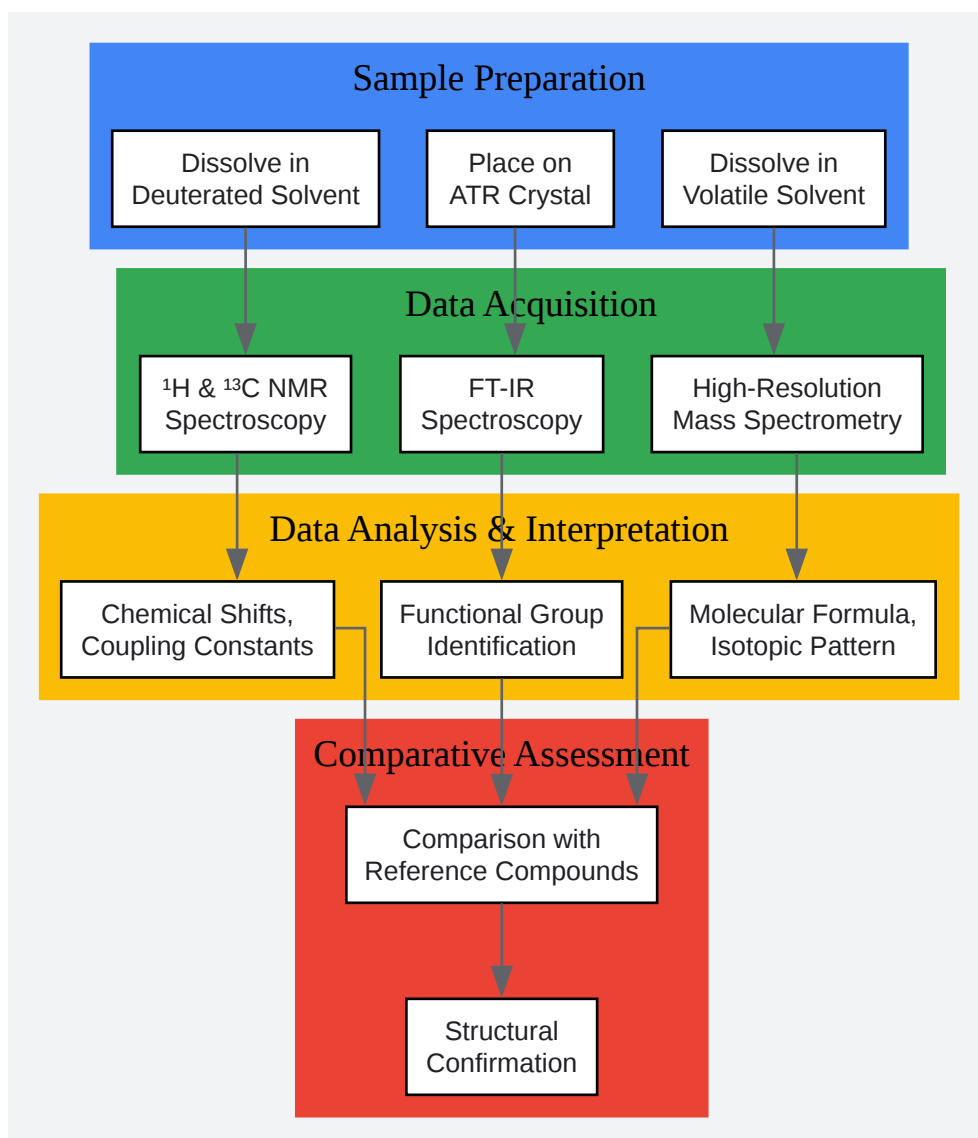 Sample Preparation
Dissolve in
Deuterated Solvent
Place on
ATR Crystal
Dissolve in
Volatile Solvent
Data Acquisition
¹H & ¹³C NMR
Spectroscopy
FT-IR
Spectroscopy
High-Resolution
Mass Spectrometry
Data Analysis & Interpretation
Chemical Shifts,
Coupling Constants
Functional Group
Identification
Molecular Formula,
Isotopic Pattern
Comparative Assessment
Comparison with
Reference Compounds
Structural
Confirmation